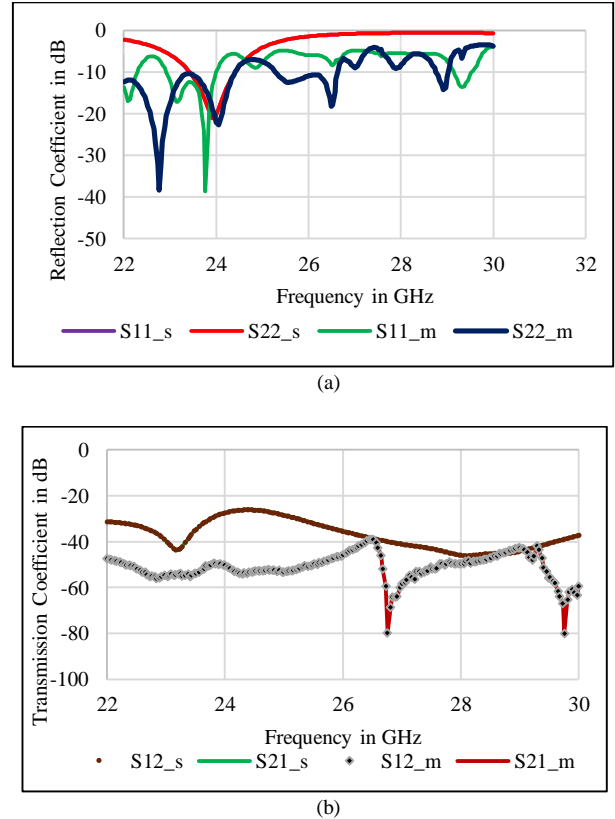 0
-10
-20
-30
-40
-50
Reflection Coefficient in dB
22 24 26 28 30 32
Frequency in GHz
S11_s S22_s S11_m S22_m
(a)
0
-20
-40
-60
-80
-100
Transmission Coefficient in dB
22 24 26 28 30
Frequency in GHz
S12_s S21_s S12_m S21_m
(b)